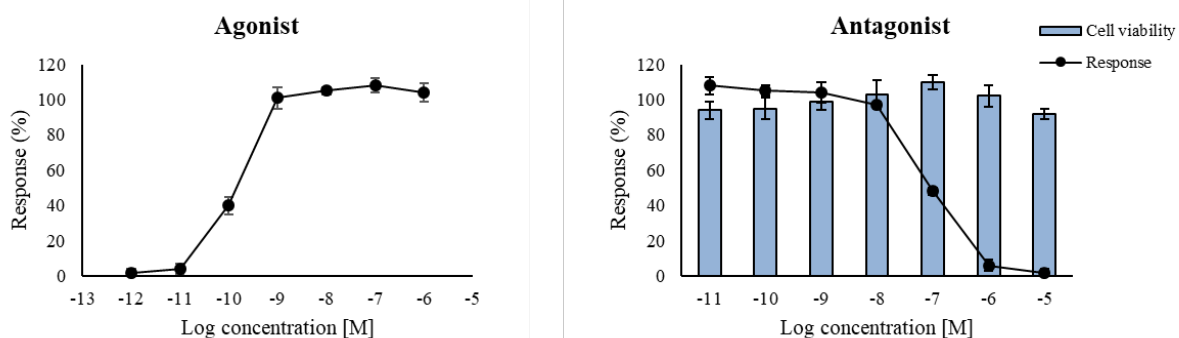 Agonist
Response (%)
120
100
80
60
40
20
0
-13 -12 -11 -10 -9 -8 -7 -6 -5
Log concentration [M]
Antagonist
Cell viability
Response
Response (%)
120
100
80
60
40
20
0
-11 -10 -9 -8 -7 -6 -5
Log concentration [M]